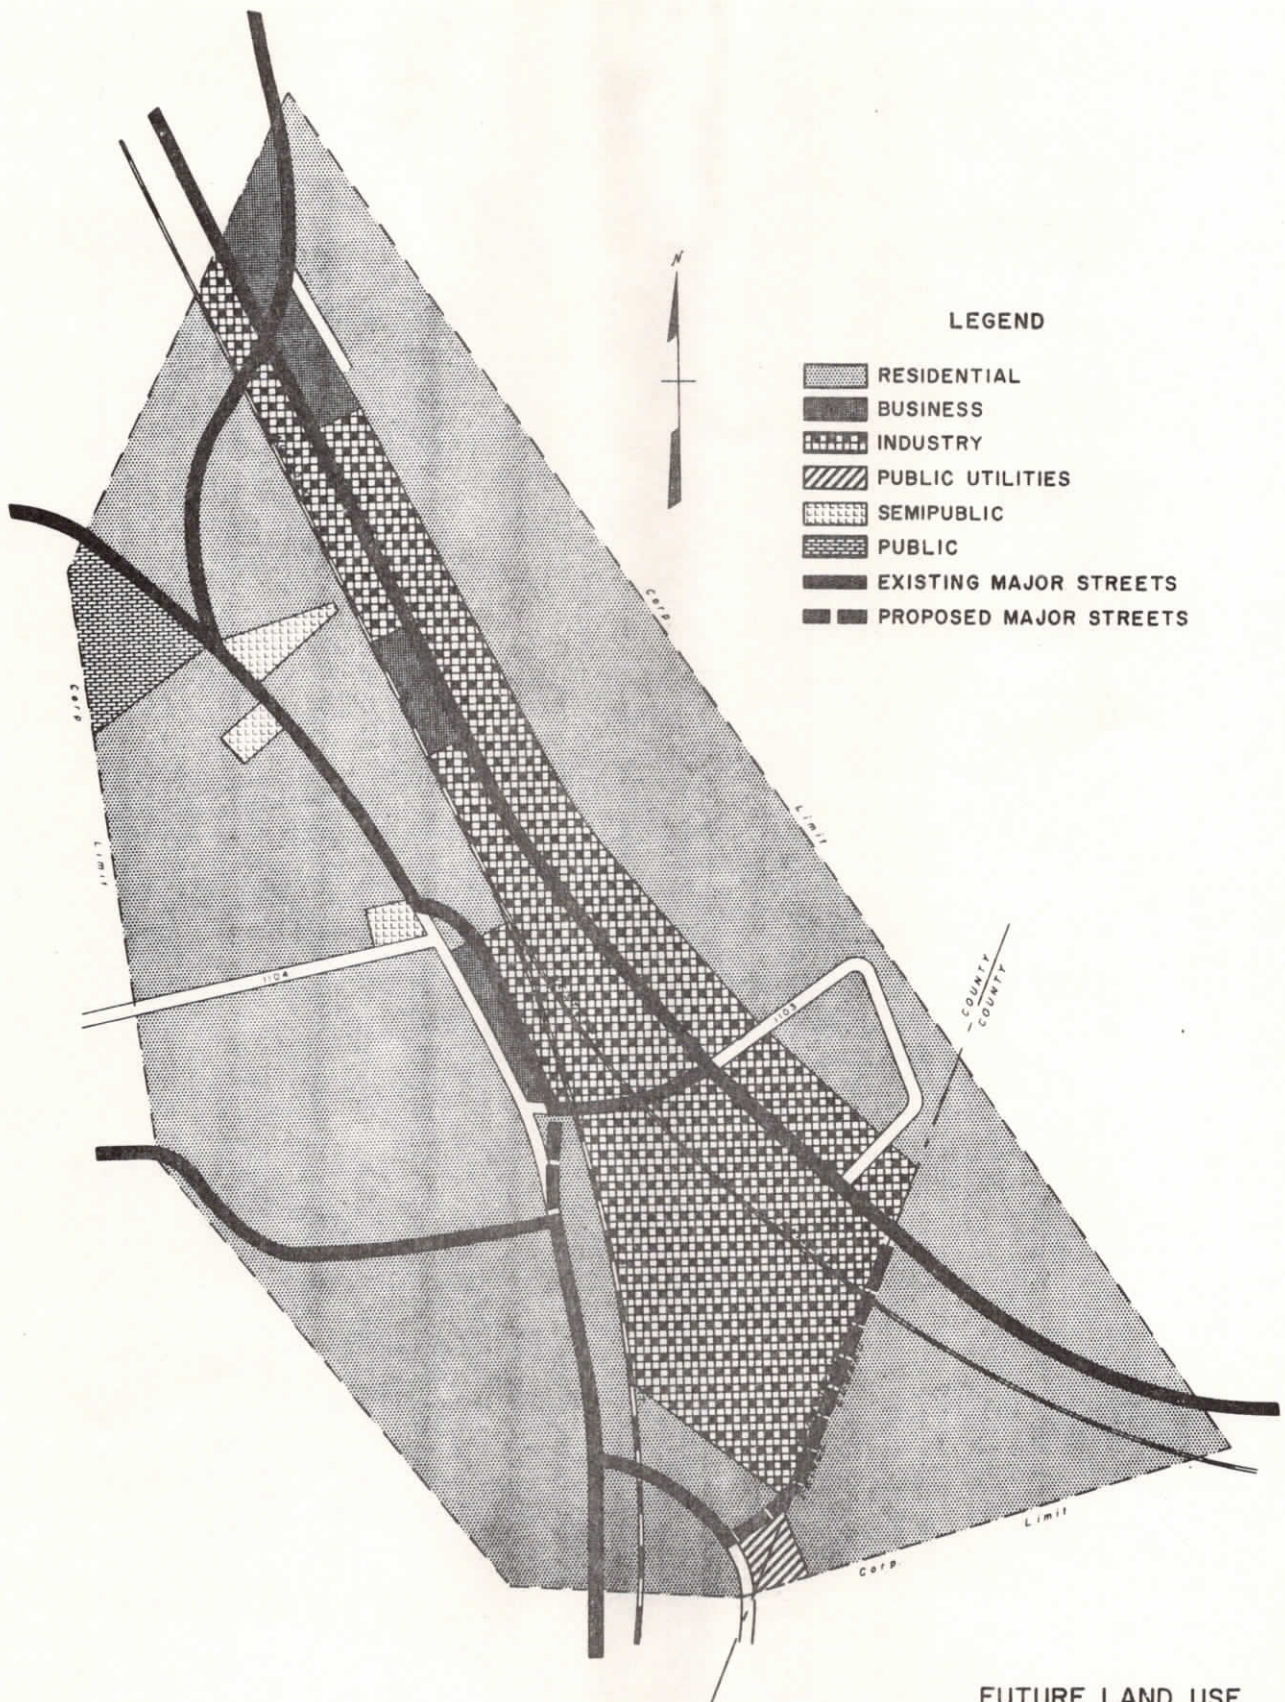 N
LEGEND
RESIDENTIAL
BUSINESS
INDUSTRY
PUBLIC UTILITIES
SEMIPUBLIC
PUBLIC
EXISTING MAJOR STREETS
PROPOSED MAJOR STREETS
Corp.
Limit
Corp
Limit
1104
1103
COUNTY
COUNTY
Limit
Corp.
FUTURE LAND USE